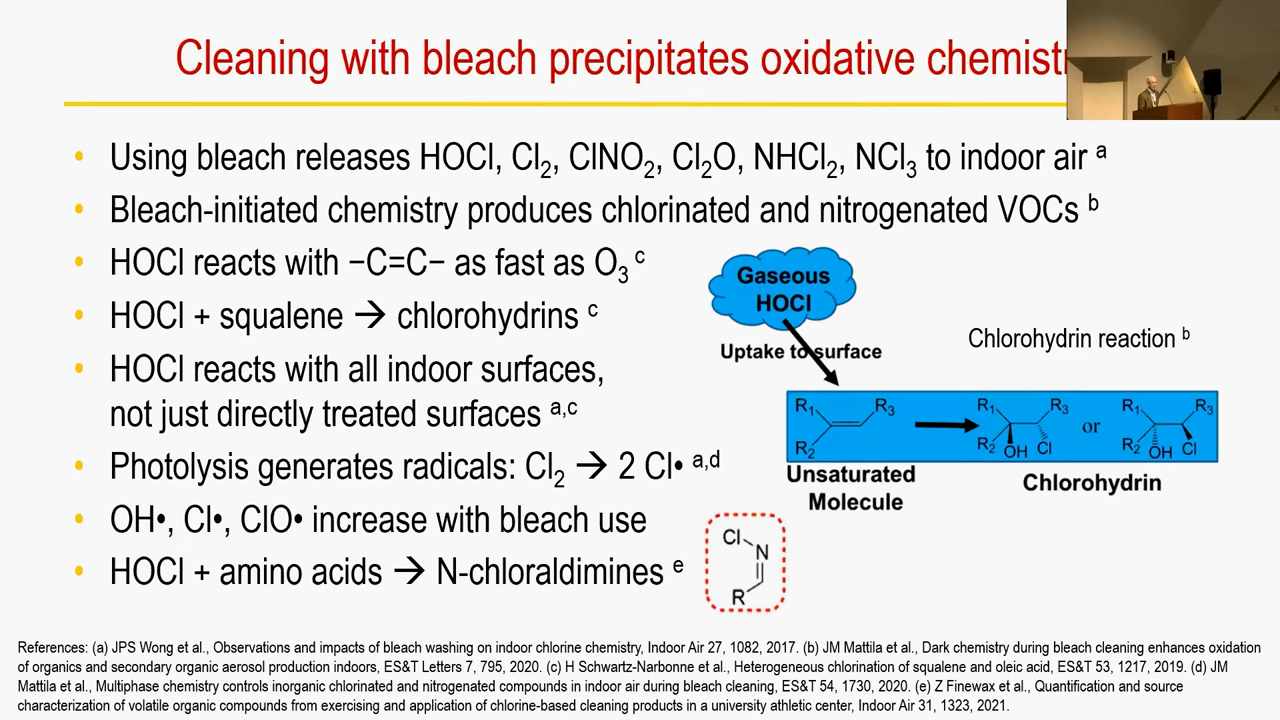 Cleaning with bleach precipitates oxidative chemist
• Using bleach releases HOCl, Cl₂, ClNO₂, Cl₂O, NHCl₂, NCl₃ to indoor air ᵃ
• Bleach-initiated chemistry produces chlorinated and nitrogenated VOCs ᵇ
• HOCl reacts with −C=C− as fast as O₃ ᶜ
• HOCl + squalene → chlorohydrins ᶜ
• HOCl reacts with all indoor surfaces,
not just directly treated surfaces ᵃ,ᶜ
• Photolysis generates radicals: Cl₂ → 2 Cl• ᵃ,ᵈ
• OH•, Cl•, ClO• increase with bleach use
• HOCl + amino acids → N-chloraldimines ᵉ
Gaseous
HOCl
Uptake to surface
Chlorohydrin reaction ᵇ
R₁ R₃ R₁ R₃ or R₁ R₃
R₂ R₂ OH Cl R₂ OH Cl
Unsaturated
Molecule
Chlorohydrin
Cl
N
R
References: (a) JPS Wong et al., Observations and impacts of bleach washing on indoor chlorine chemistry, Indoor Air 27, 1082, 2017. (b) JM Mattila et al., Dark chemistry during bleach cleaning enhances oxidation
of organics and secondary organic aerosol production indoors, ES&T Letters 7, 795, 2020. (c) H Schwartz-Narbonne et al., Heterogeneous chlorination of squalene and oleic acid, ES&T 53, 1217, 2019. (d) JM
Mattila et al., Multiphase chemistry controls inorganic chlorinated and nitrogenated compounds in indoor air during bleach cleaning, ES&T 54, 1730, 2020. (e) Z Finewax et al., Quantification and source
characterization of volatile organic compounds from exercising and application of chlorine-based cleaning products in a university athletic center, Indoor Air 31, 1323, 2021.